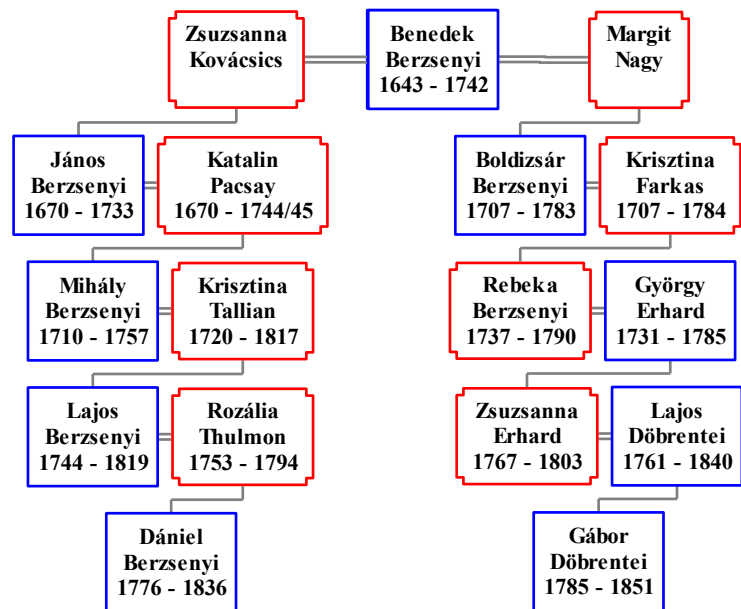 Zsuzsanna
Kovácsics
Benedek
Berzsenyi
1643 - 1742
Margit
Nagy
János
Berzsenyi
1670 - 1733
Katalin
Pacsay
1670 - 1744/45
Boldizsár
Berzsenyi
1707 - 1783
Krisztina
Farkas
1707 - 1784
Mihály
Berzsenyi
1710 - 1757
Krisztina
Tallian
1720 - 1817
Rebeka
Berzsenyi
1737 - 1790
György
Erhard
1731 - 1785
Lajos
Berzsenyi
1744 - 1819
Rozália
Thulmon
1753 - 1794
Zsuzsanna
Erhard
1767 - 1803
Lajos
Döbrentei
1761 - 1840
Dániel
Berzsenyi
1776 - 1836
Gábor
Döbrentei
1785 - 1851